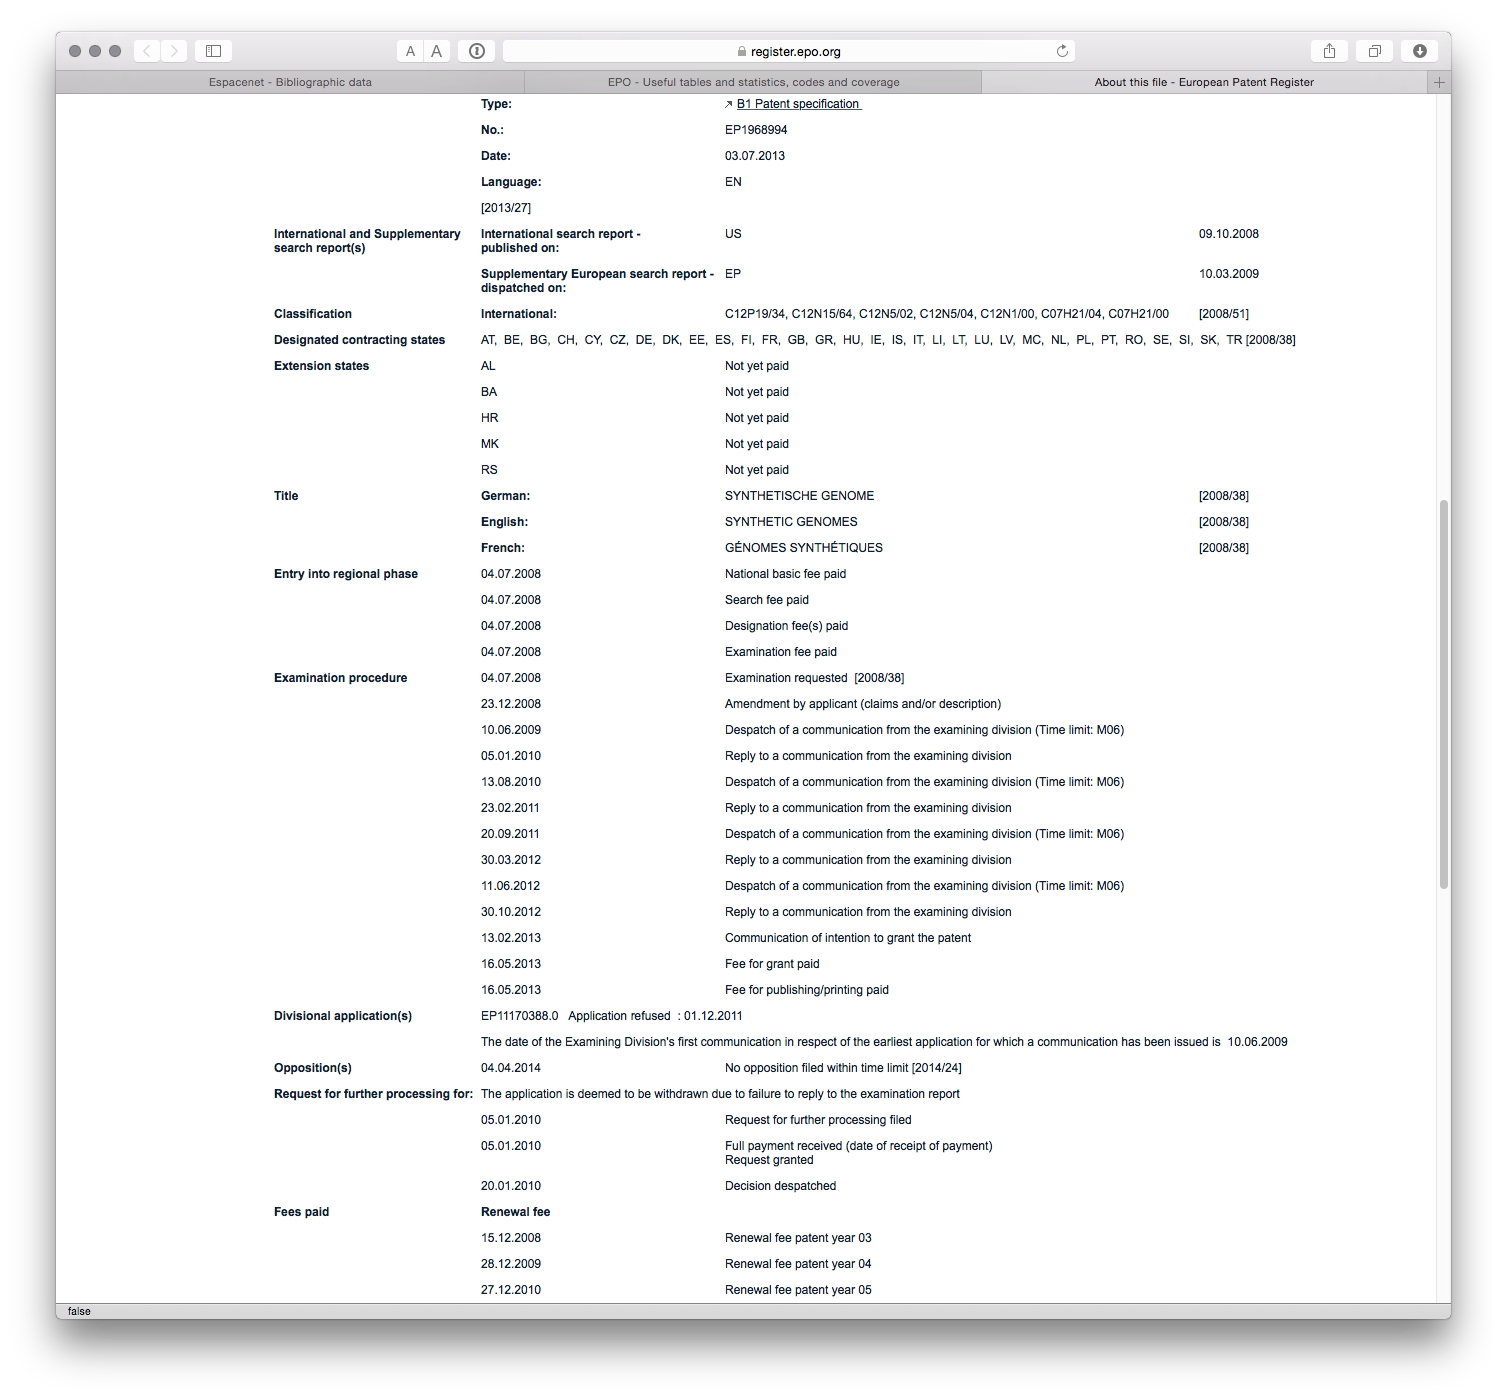 A A register.epo.org
Espacenet - Bibliographic data EPO - Useful tables and statistics, codes and coverage About this file - European Patent Register +
Type: B1 Patent specification
No.: EP1968994
Date: 03.07.2013
Language: EN
[2013/27]
International and Supplementary search report(s) International search report - published on: US 09.10.2008
Supplementary European search report - dispatched on: EP 10.03.2009
Classification International: C12P19/34, C12N15/64, C12N5/02, C12N5/04, C12N1/00, C07H21/04, C07H21/00 [2008/51]
Designated contracting states AT, BE, BG, CH, CY, CZ, DE, DK, EE, ES, FI, FR, GB, GR, HU, IE, IS, IT, LI, LT, LU, LV, MC, NL, PL, PT, RO, SE, SI, SK, TR [2008/38]
Extension states AL Not yet paid
BA Not yet paid
HR Not yet paid
MK Not yet paid
RS Not yet paid
Title German: SYNTHETISCHE GENOME [2008/38]
English: SYNTHETIC GENOMES [2008/38]
French: GÉNOMES SYNTHÉTIQUES [2008/38]
Entry into regional phase 04.07.2008 National basic fee paid
04.07.2008 Search fee paid
04.07.2008 Designation fee(s) paid
04.07.2008 Examination fee paid
Examination procedure 04.07.2008 Examination requested [2008/38]
23.12.2008 Amendment by applicant (claims and/or description)
10.06.2009 Despatch of a communication from the examining division (Time limit: M06)
05.01.2010 Reply to a communication from the examining division
13.08.2010 Despatch of a communication from the examining division (Time limit: M06)
23.02.2011 Reply to a communication from the examining division
20.09.2011 Despatch of a communication from the examining division (Time limit: M06)
30.03.2012 Reply to a communication from the examining division
11.06.2012 Despatch of a communication from the examining division (Time limit: M06)
30.10.2012 Reply to a communication from the examining division
13.02.2013 Communication of intention to grant the patent
16.05.2013 Fee for grant paid
16.05.2013 Fee for publishing/printing paid
Divisional application(s) EP11170388.0 Application refused : 01.12.2011
The date of the Examining Division's first communication in respect of the earliest application for which a communication has been issued is 10.06.2009
Opposition(s) 04.04.2014 No opposition filed within time limit [2014/24]
Request for further processing for: The application is deemed to be withdrawn due to failure to reply to the examination report
05.01.2010 Request for further processing filed
05.01.2010 Full payment received (date of receipt of payment)
Request granted
20.01.2010 Decision despatched
Fees paid Renewal fee
15.12.2008 Renewal fee patent year 03
28.12.2009 Renewal fee patent year 04
27.12.2010 Renewal fee patent year 05
false